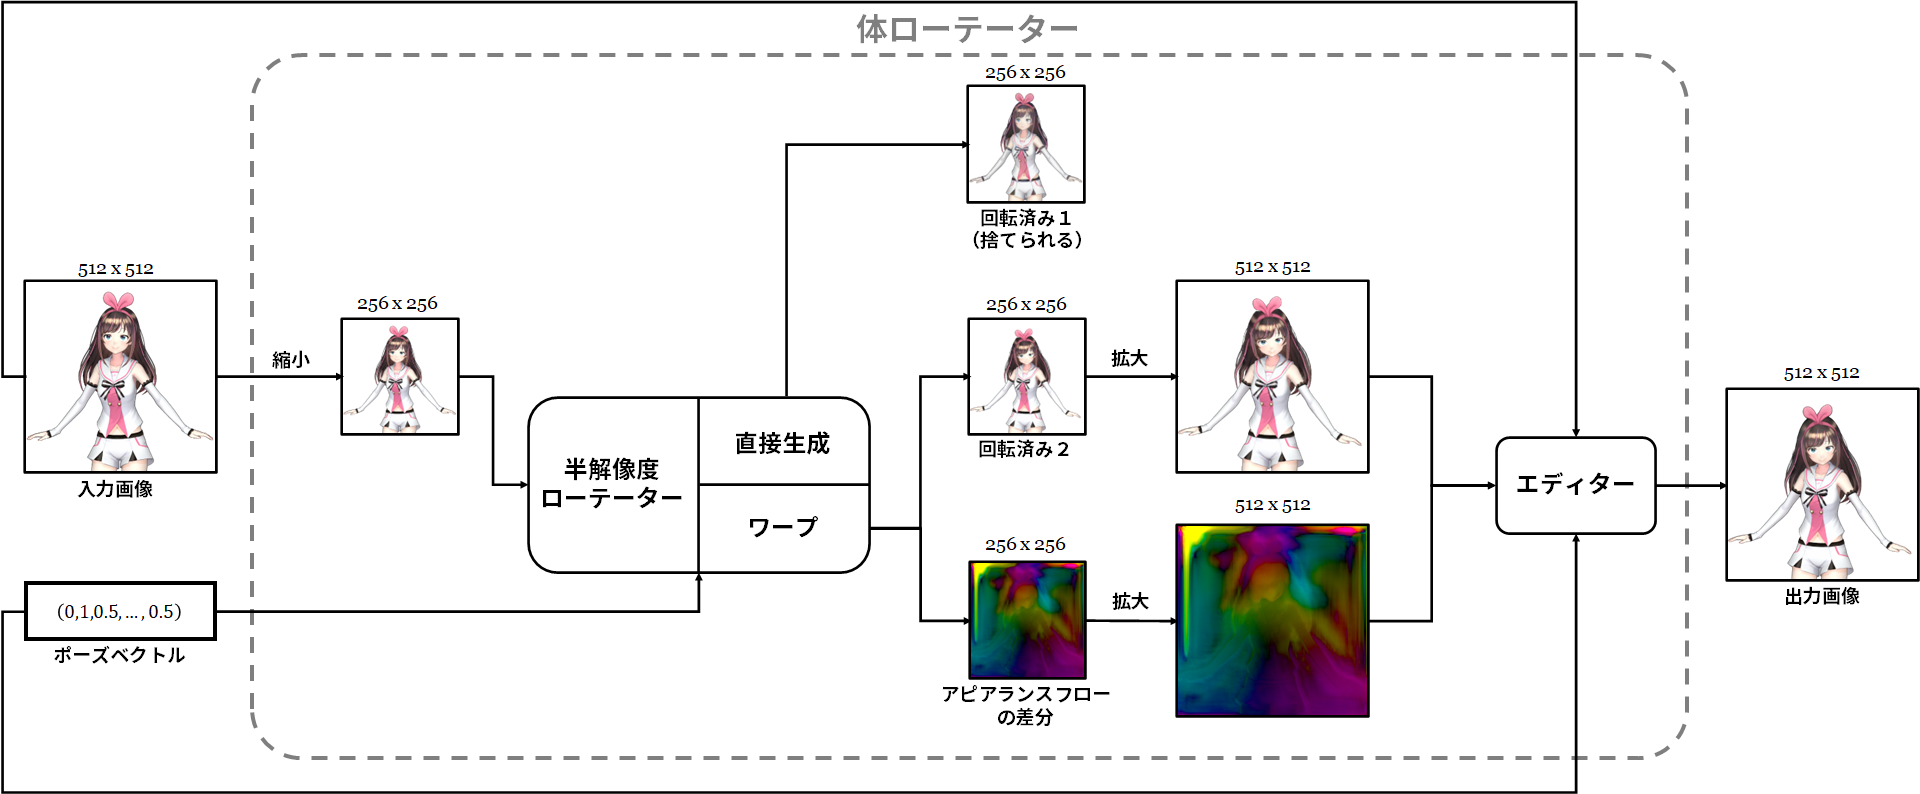 体ローテーター
256 x 256
回転済み１
（捨てられる）
512 x 512
入力画像
縮小
256 x 256
半解像度
ローテーター
直接生成
ワープ
256 x 256
回転済み２
拡大
512 x 512
512 x 512
256 x 256
アピアランスフロー
の差分
拡大
エディター
512 x 512
出力画像
(0,1,0.5, … , 0.5)
ポーズベクトル